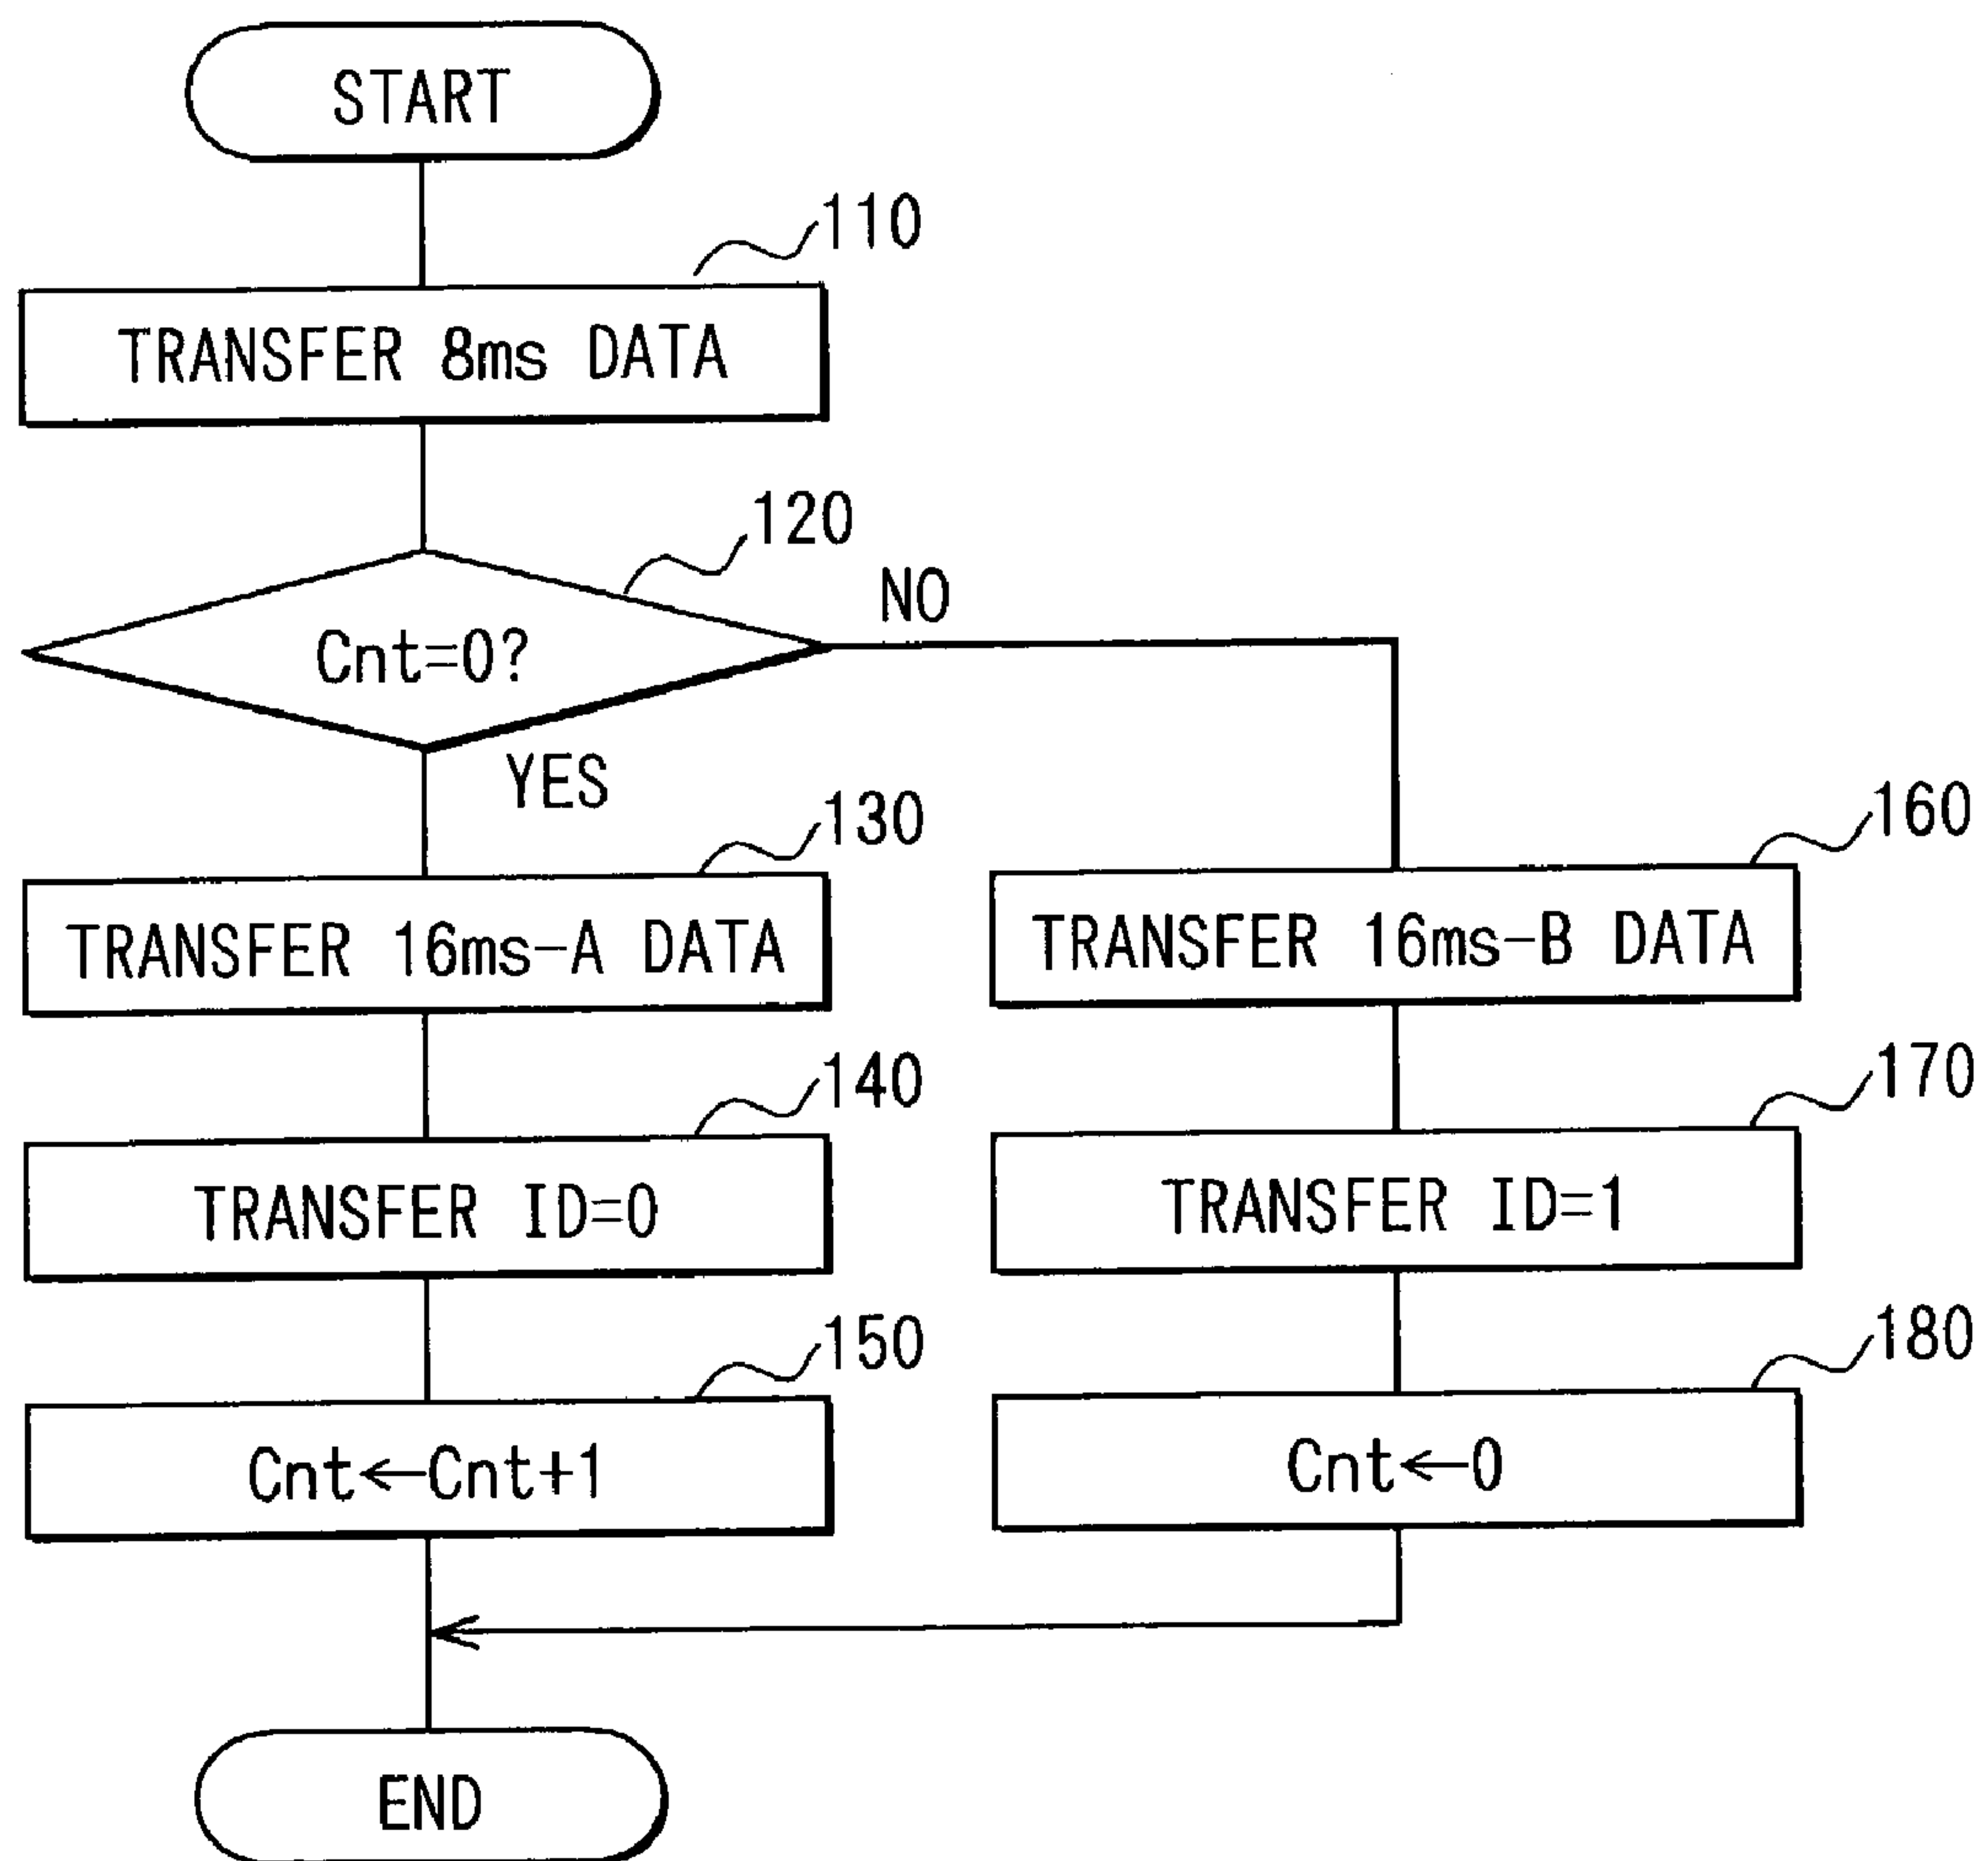 START
110
TRANSFER 8ms DATA
120
Cnt=0?
NO
YES
130
TRANSFER 16ms-A DATA
140
TRANSFER ID=0
150
Cnt←Cnt+1
160
TRANSFER 16ms-B DATA
170
TRANSFER ID=1
180
Cnt←0
END